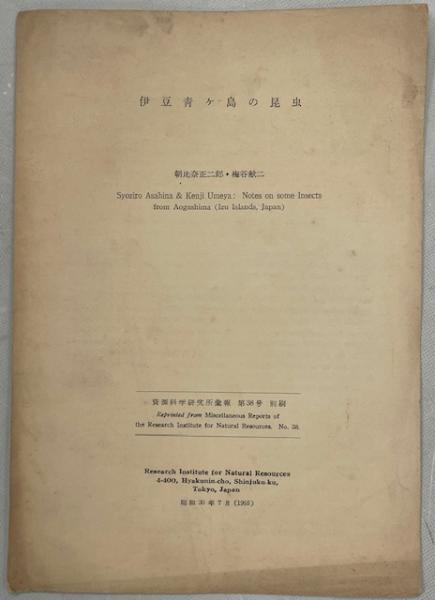 伊豆青ケ島の昆虫
朝比奈正二郎・梅谷献二
Syoziro Asahina & Kenji Umeya: Notes on some Insects
from Aogashima (Izu Islands, Japan)
資源科学研究所彙報 第38号 別刷
Reprinted from Miscellaneous Reports of
the Research Institute for Natural Resources. No. 38.
Research Institute for Natural Resources
4-400, Hyakunin-cho, Shinjuku-ku,
Tokyo, Japan
昭和 30 年 7 月 (1955)